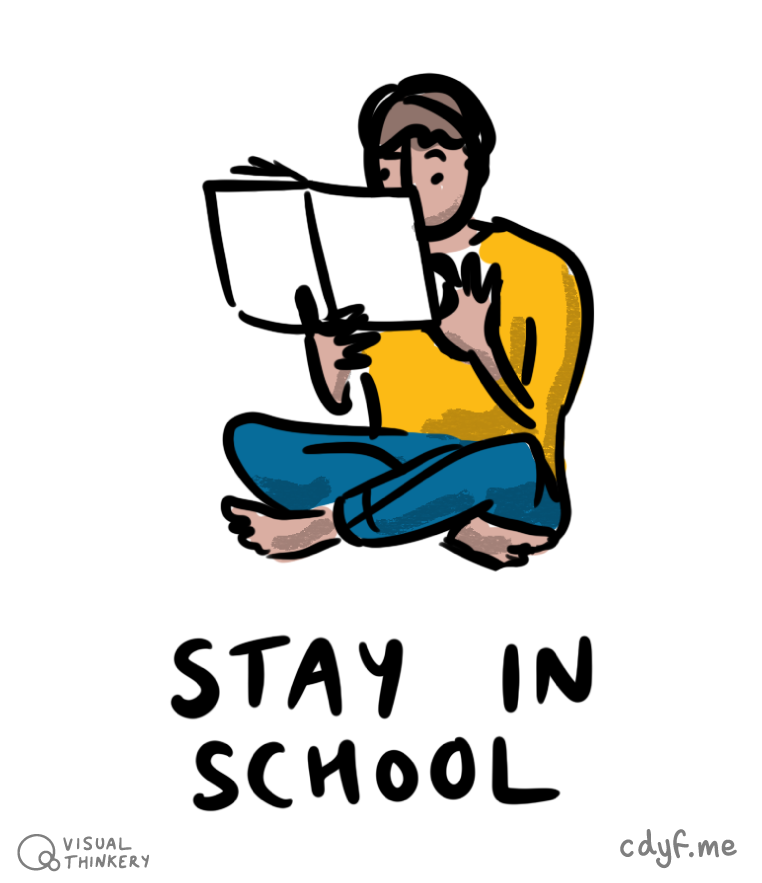 STAY IN
SCHOOL
VISUAL
THINKERY
cdyf.me